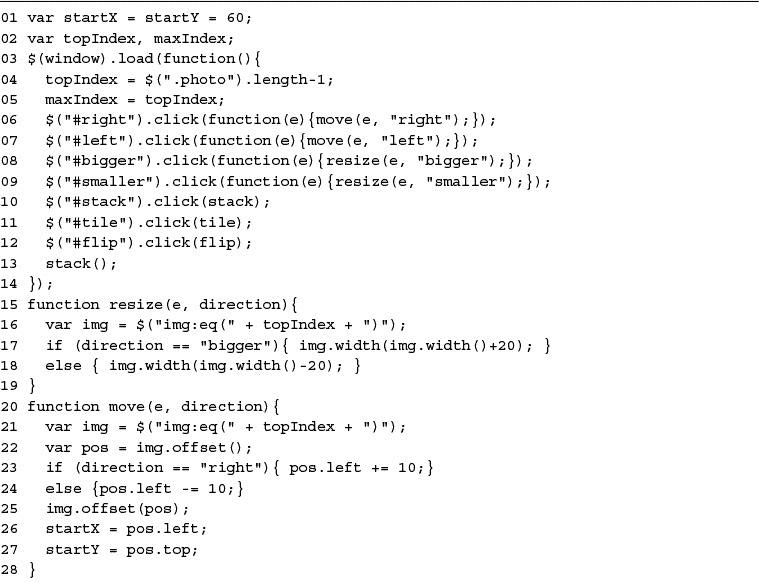 01 var startX = startY = 60;
02 var topIndex, maxIndex;
03 $(window).load(function(){
04   topIndex = $(".photo").length-1;
05   maxIndex = topIndex;
06   $("#right").click(function(e){move(e, "right");});
07   $("#left").click(function(e){move(e, "left");});
08   $("#bigger").click(function(e){resize(e, "bigger");});
09   $("#smaller").click(function(e){resize(e, "smaller");});
10   $("#stack").click(stack);
11   $("#tile").click(tile);
12   $("#flip").click(flip);
13   stack();
14 });
15 function resize(e, direction){
16   var img = $("img:eq(" + topIndex + ")");
17   if (direction == "bigger"){ img.width(img.width()+20); }
18   else { img.width(img.width()-20); }
19 }
20 function move(e, direction){
21   var img = $("img:eq(" + topIndex + ")");
22   var pos = img.offset();
23   if (direction == "right"){ pos.left += 10;}
24   else {pos.left -= 10;}
25   img.offset(pos);
26   startX = pos.left;
27   startY = pos.top;
28 }